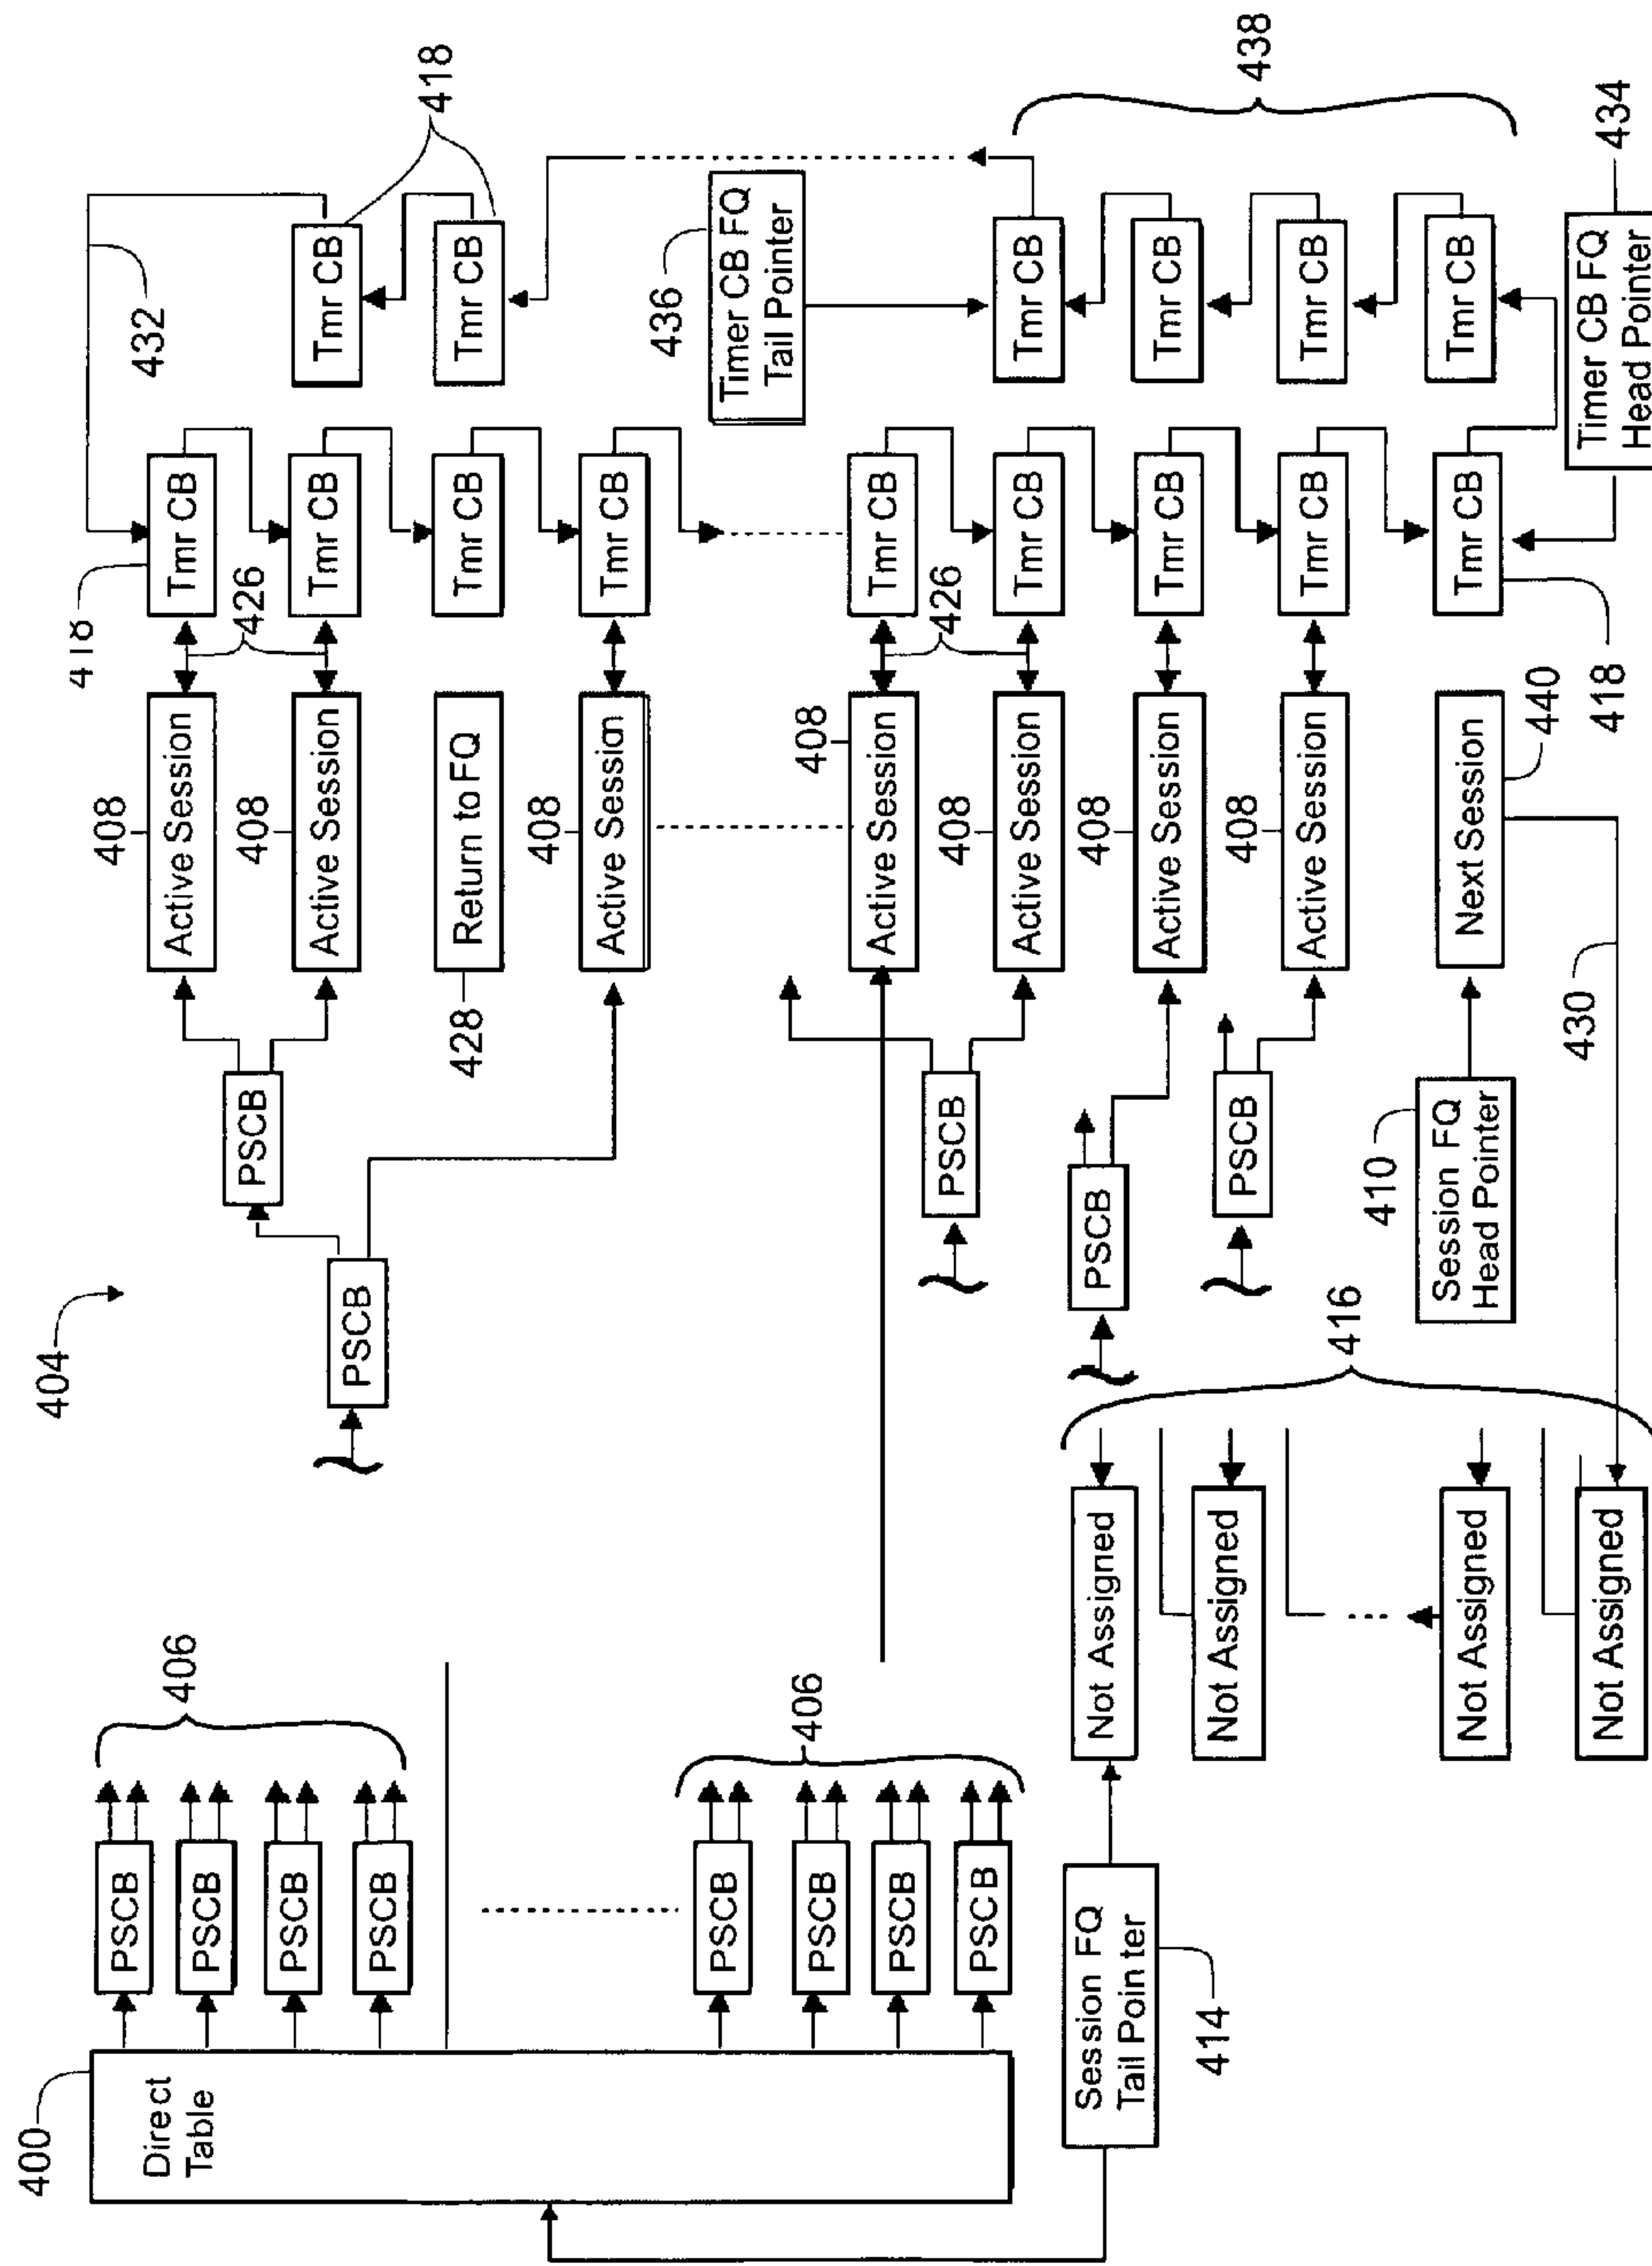 400
Direct
Table
PSCB
PSCB
PSCB
PSCB
406
PSCB
PSCB
PSCB
PSCB
406
Session FQ
Tail Pointer
414
Not Assigned
Not Assigned
Not Assigned
Not Assigned
416
404
PSCB
PSCB
PSCB
PSCB
PSCB
Session FQ
Head Pointer
410
430
408
Active Session
408
Active Session
Return to FQ
428
408
Active Session
408
Active Session
408
Active Session
408
Active Session
408
Active Session
Next Session
440
426
426
418
Tmr CB
Tmr CB
Tmr CB
Tmr CB
Tmr CB
Tmr CB
Tmr CB
Tmr CB
Tmr CB
418
432
Tmr CB
Tmr CB
418
436
Timer CB FQ
Tail Pointer
Tmr CB
Tmr CB
Tmr CB
Tmr CB
438
Timer CB FQ
Head Pointer
434